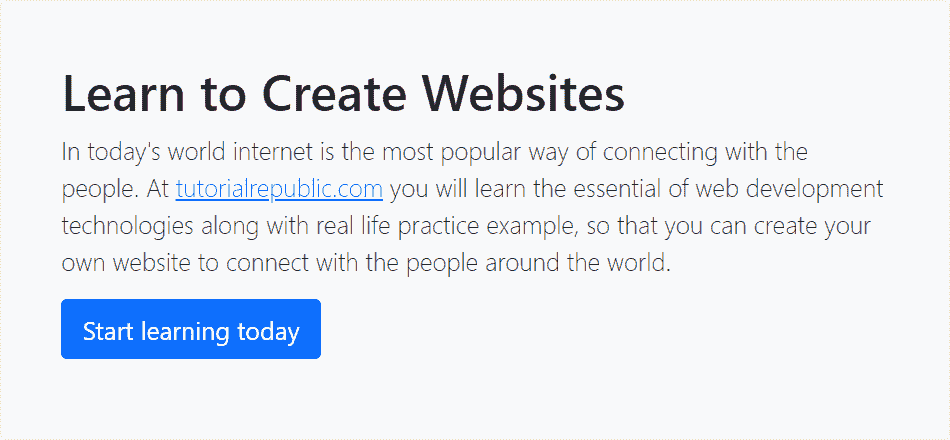 Learn to Create Websites
In today's world internet is the most popular way of connecting with the
people. At tutorialrepublic.com you will learn the essential of web development
technologies along with real life practice example, so that you can create your
own website to connect with the people around the world.
Start learning today